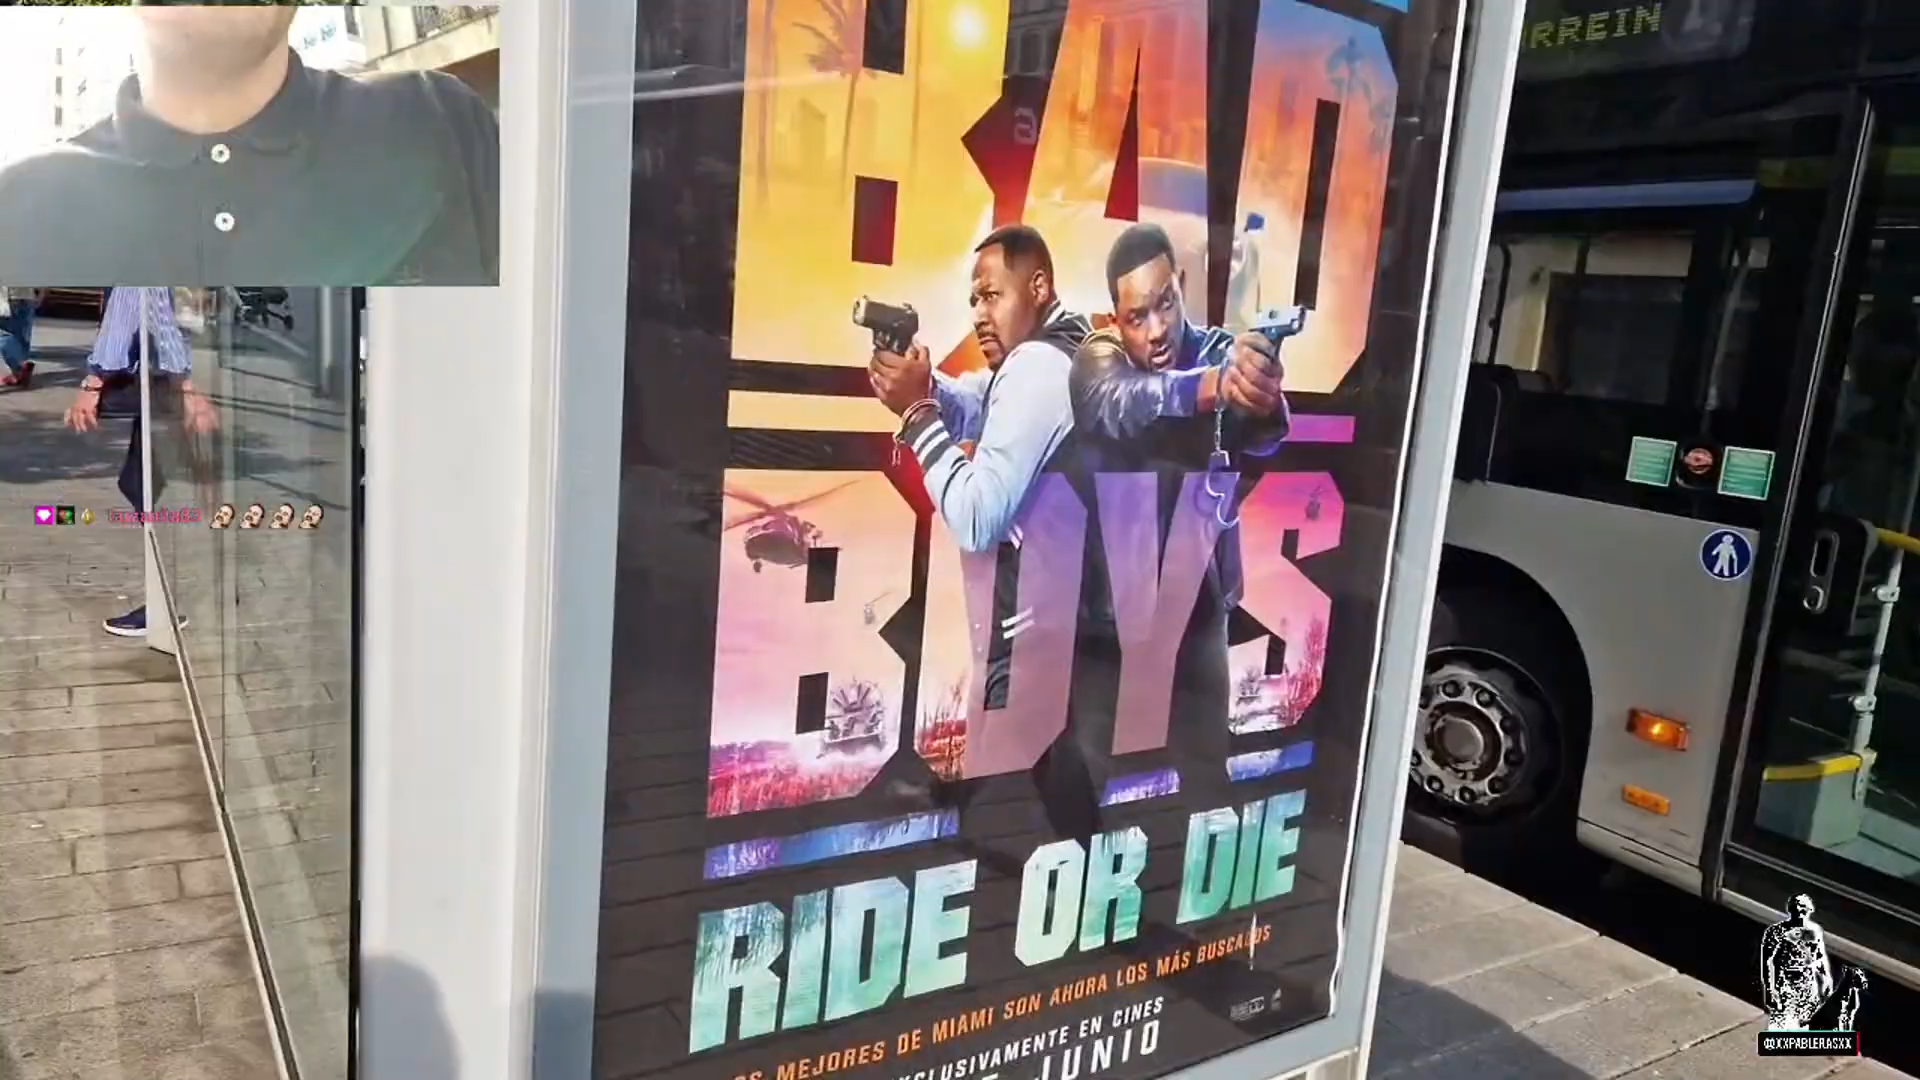 RREIN
BAD
BOYS
RIDE OR DIE
MEJORES DE MIAMI SON AHORA LOS MÁS BUSCADOS
EXCLUSIVAMENTE EN CINES
JUNIO
@XXPABLERASXX